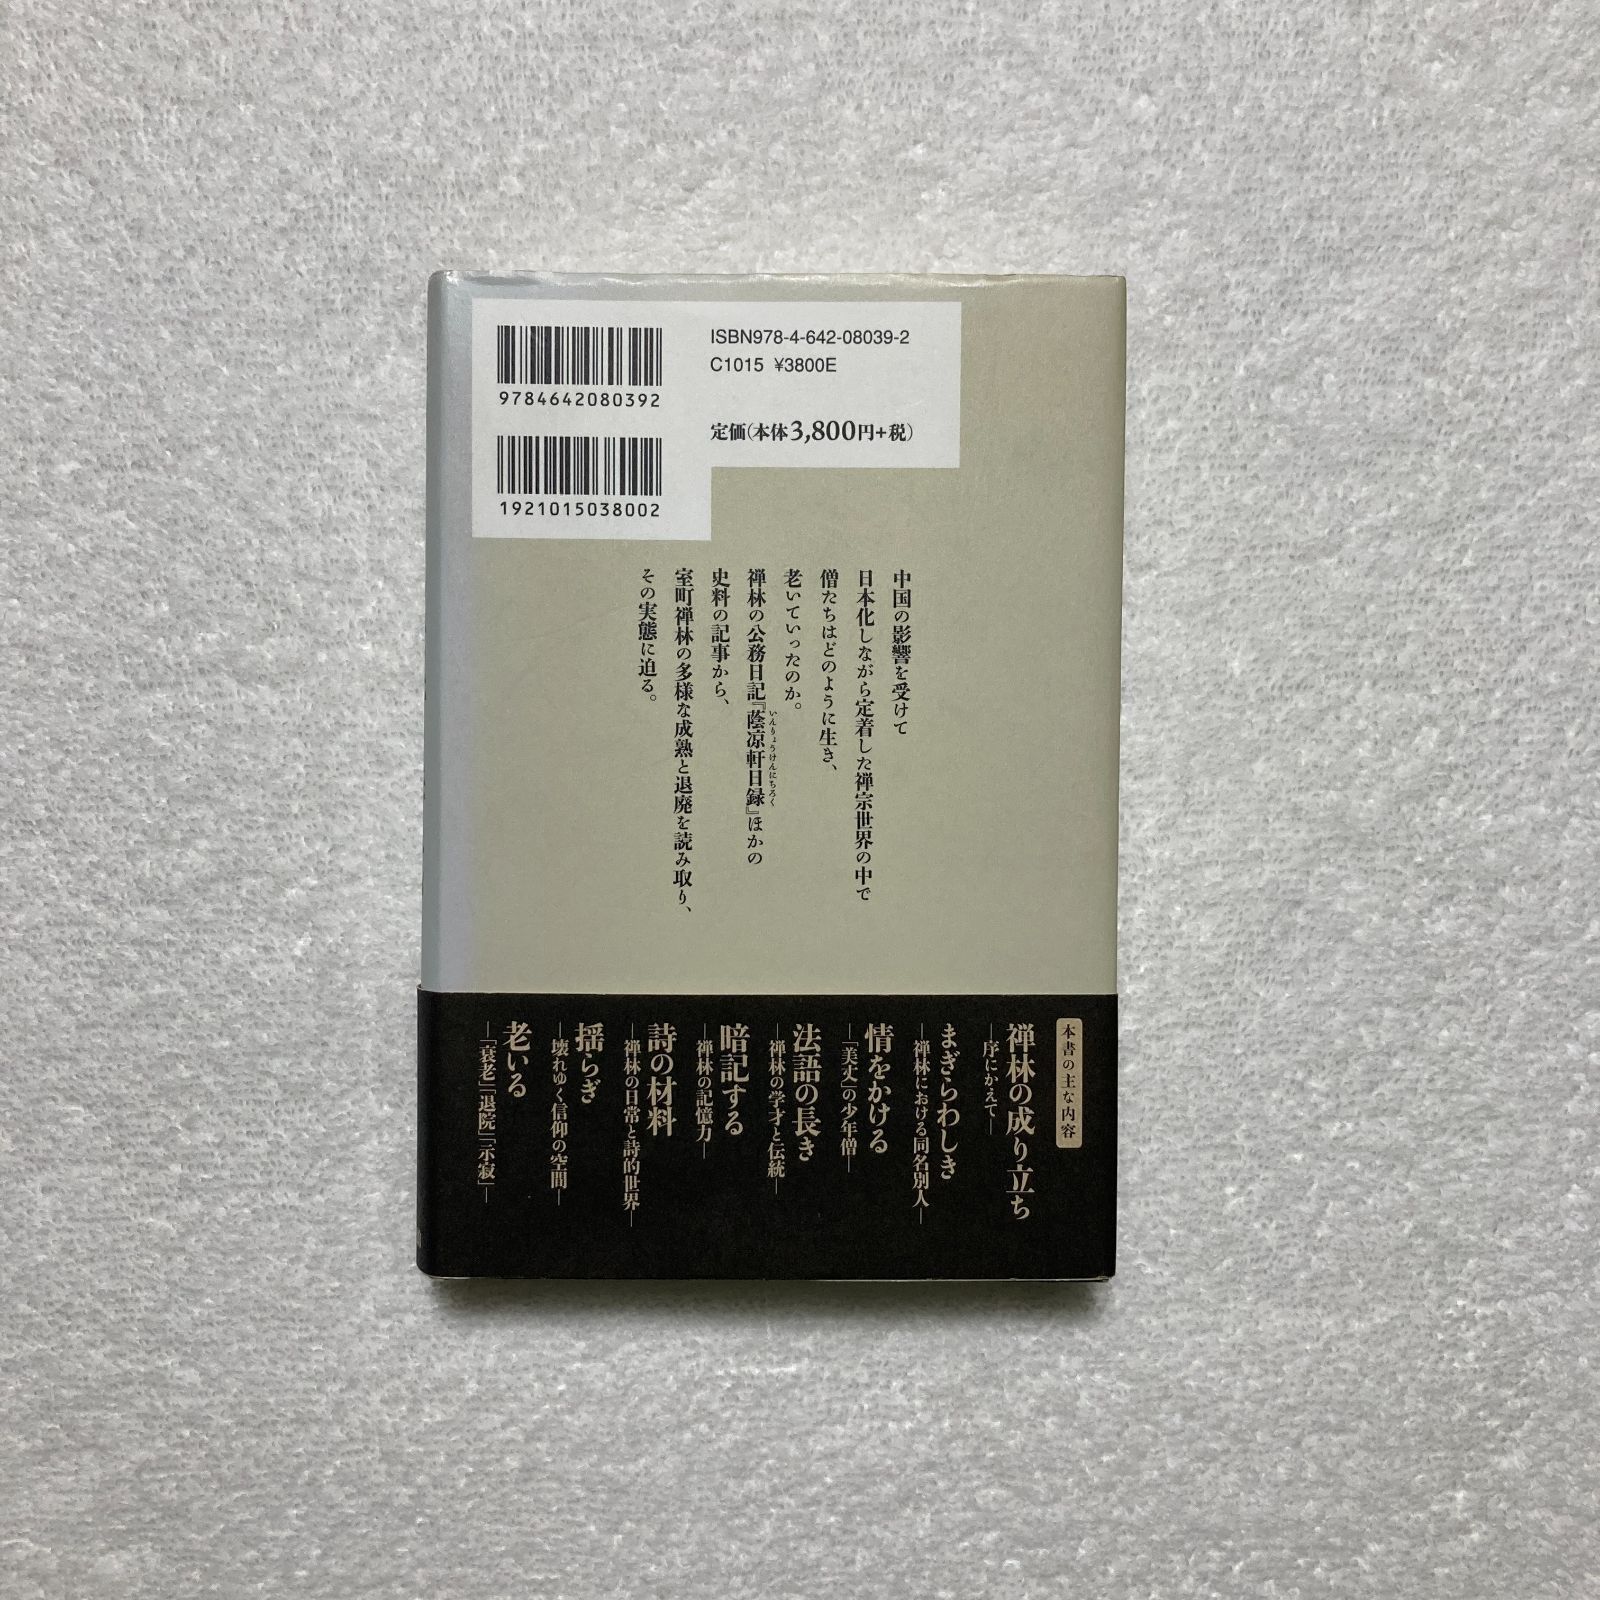 ISBN978-4-642-08039-2
C1015 ¥3800E
9784642080392
定価(本体3,800円+税)
1921015038002
中国の影響を受けて
日本化しながら定着した禅宗世界の中で
僧たちはどのように生き、
老いていったのか。
禅林の公務日記『蔭凉軒日録』ほかの
いんりょうけんにちろく
史料の記事から、
室町禅林の多様な成熟と退廃を読み取り、
その実態に迫る。
本書の主な内容
禅林の成り立ち
―序にかえて―
まぎらわしき
―禅林における同名別人―
情をかける
―「美丈」の少年僧―
法語の長き
―禅林の学才と伝統―
暗記する
―禅林の記憶力―
詩の材料
―禅林の日常と詩的世界―
揺らぎ
―壊れゆく信仰の空間―
老いる
―「衰老」「退院」「示寂」―